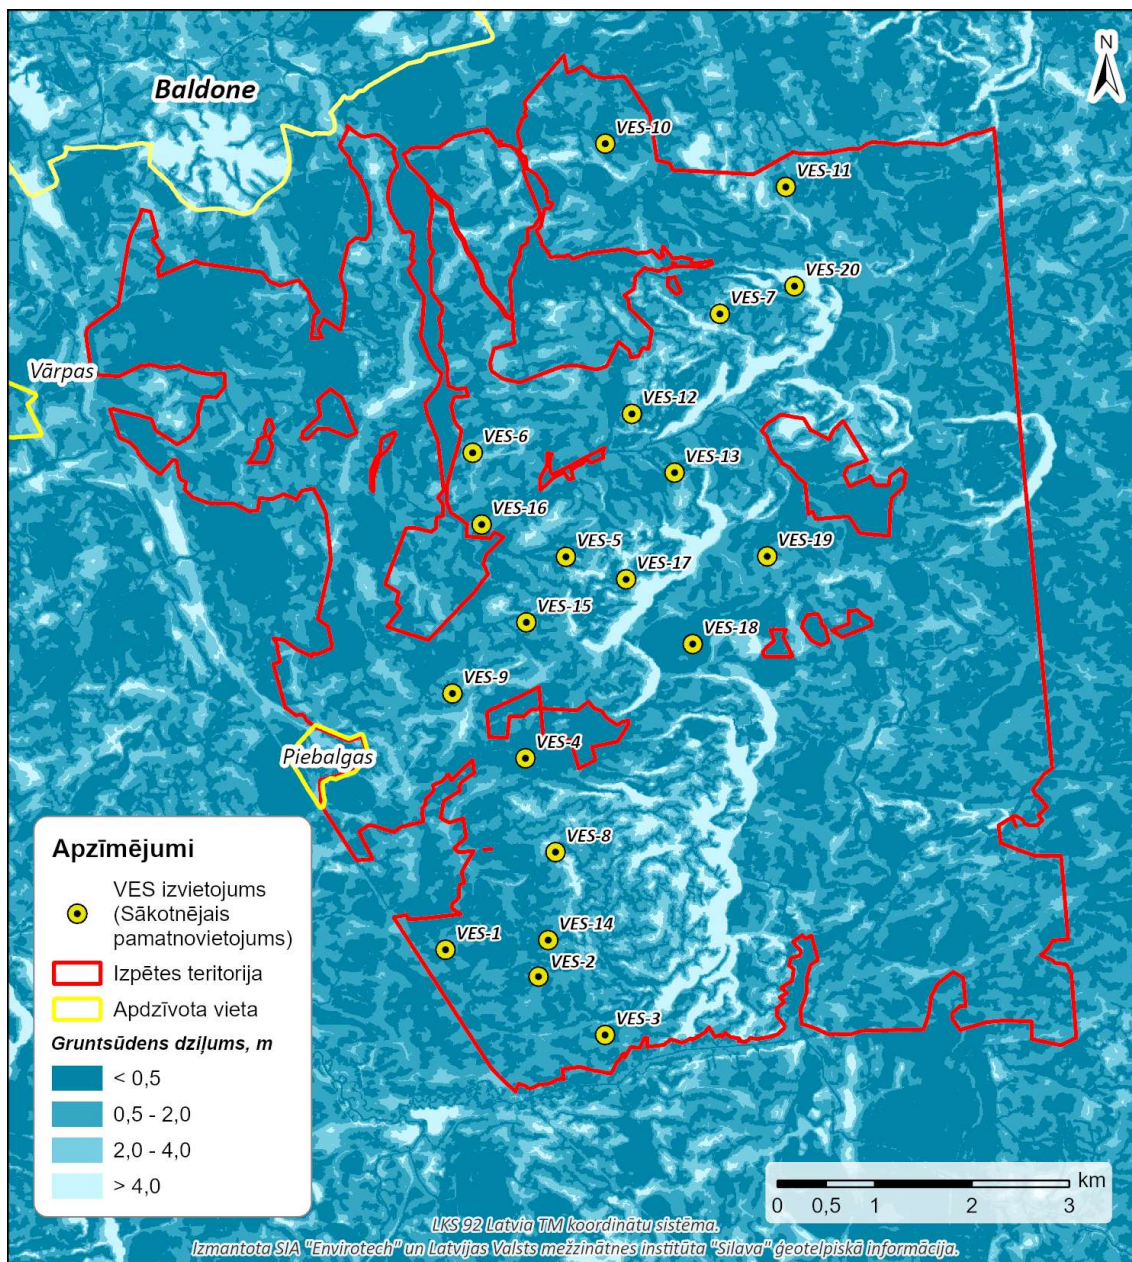 Baldone
N
VES-10
VES-11
VES-20
VES-7
Vārpas
VES-12
VES-6
VES-13
VES-16
VES-5
VES-19
VES-17
VES-15
VES-18
VES-9
Piebalgas
VES-4
VES-8
VES-14
VES-1
VES-2
VES-3
Apzīmējumi
VES izvietojums
(Sākotnējais
pamatnovietojums)
Izpētes teritorija
Apdzīvota vieta
Gruntsūdens dziļums, m
< 0,5
0,5 - 2,0
2,0 - 4,0
> 4,0
km
0 0,5 1 2 3
LKS 92 Latvia TM koordinātu sistēma.
Izmantota SIA "Envirotech" un Latvijas Valsts mežzinātnes institūta "Silava" ģeotelpiskā informācija.